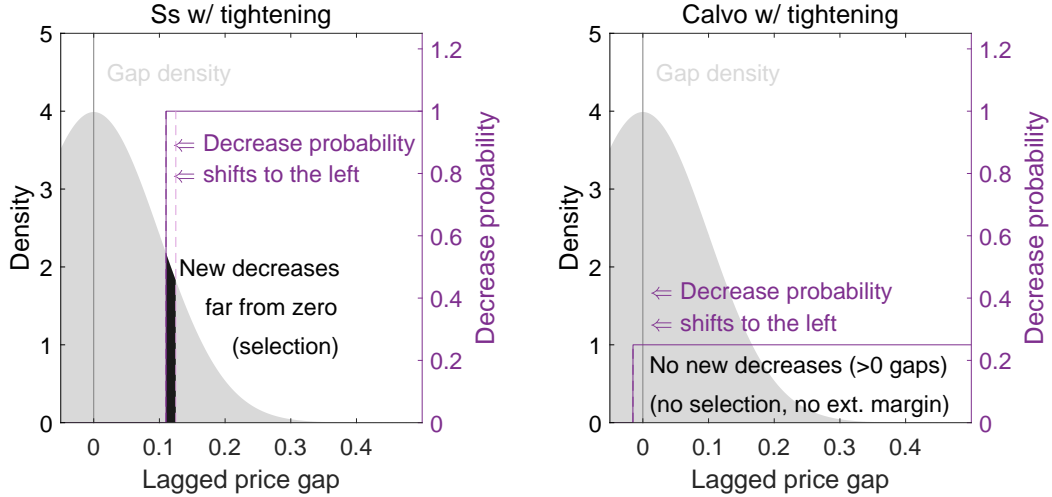 Ss w/ tightening
5
4
3
2
1
0
Density
Gap density
⇐ Decrease probability
⇐ shifts to the left
New decreases
far from zero
(selection)
1.2
1
0.8
0.6
0.4
0.2
0
Decrease probability
0
0.1
0.2
0.3
0.4
Lagged price gap
Calvo w/ tightening
5
4
3
2
1
0
Density
Gap density
⇐ Decrease probability
⇐ shifts to the left
No new decreases (>0 gaps)
(no selection, no ext. margin)
1.2
1
0.8
0.6
0.4
0.2
0
Decrease probability
0
0.1
0.2
0.3
0.4
Lagged price gap